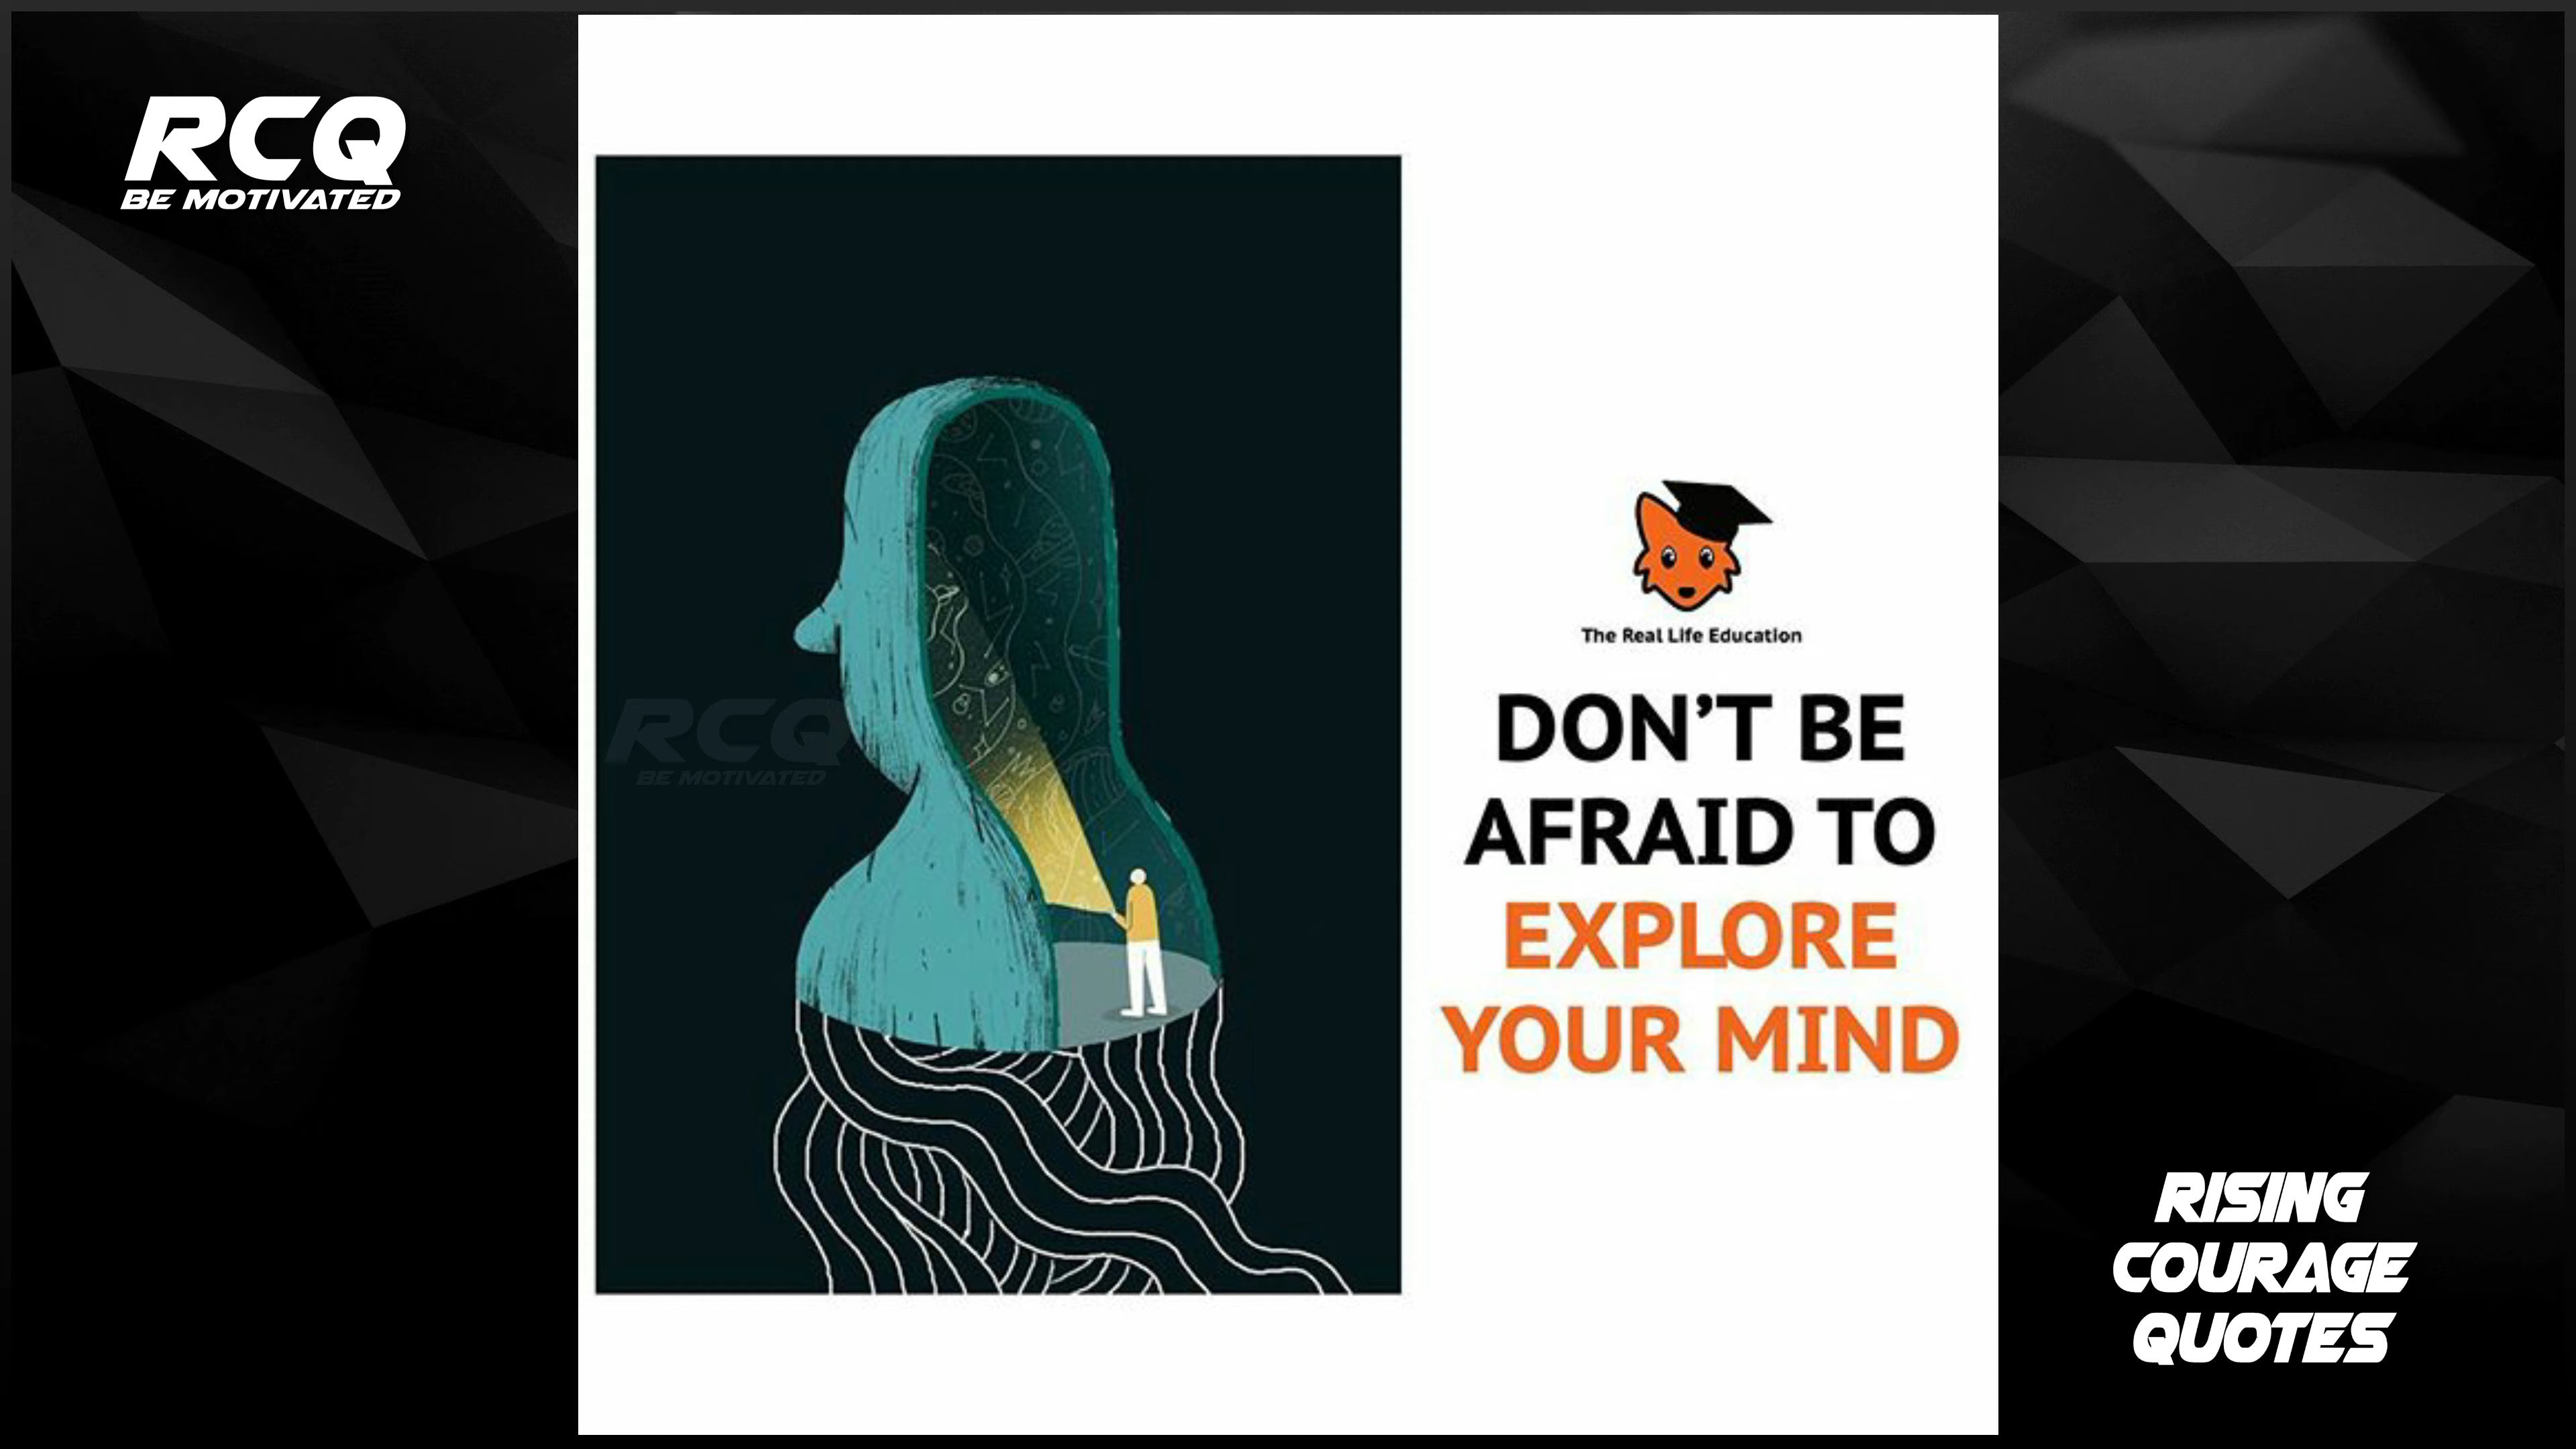 RCQ
BE MOTIVATED
The Real Life Education
DON'T BE
AFRAID TO
EXPLORE
YOUR MIND
RCQ
BE MOTIVATED
RISING
COURAGE
QUOTES